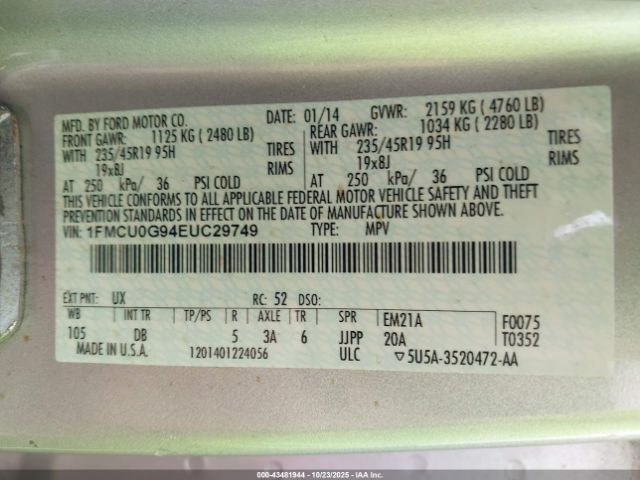 MFD. BY FORD MOTOR CO. DATE: 01/14 GVWR: 2159 KG ( 4760 LB)
FRONT GAWR: 1125 KG ( 2480 LB) REAR GAWR: 1034 KG ( 2280 LB)
WITH 235/45R19 95H TIRES WITH 235/45R19 95H TIRES
19x8J RIMS 19x8J RIMS
AT 250 kPa/ 36 PSI COLD AT 250 kPa/ 36 PSI COLD
THIS VEHICLE CONFORMS TO ALL APPLICABLE FEDERAL MOTOR VEHICLE SAFETY AND THEFT
PREVENTION STANDARDS IN EFFECT ON THE DATE OF MANUFACTURE SHOWN ABOVE.
VIN: 1FMCU0G94EUC29749 TYPE: MPV
EXT PNT: UX RC: 52 DSO:
WB INT TR TP/PS R AXLE TR SPR EM21A F0075
105 DB 5 3A 6 JJPP 20A T0352
MADE IN U.S.A. 1201401224056 ULC ▽5U5A-3520472-AA
000-43481944 - 10/23/2025 - IAA Inc.